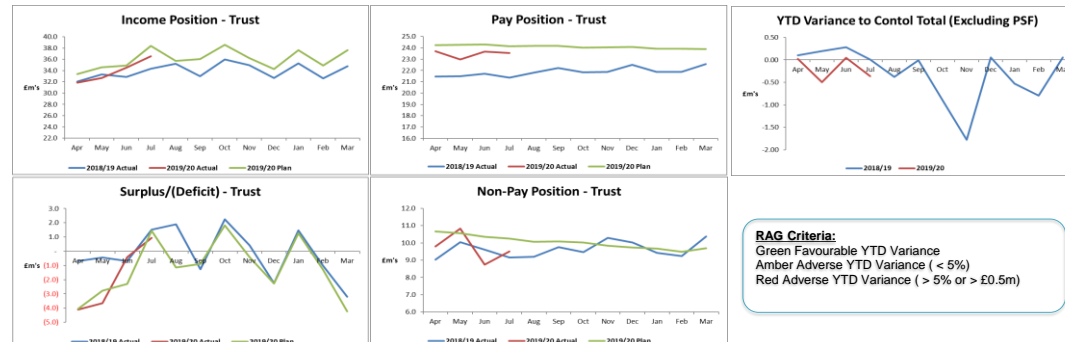 Income Position - Trust
40.0
38.0
36.0
34.0
32.0
£m's
30.0
28.0
26.0
24.0
22.0
Apr May Jun Jul Aug Sep Oct Nov Dec Jan Feb Mar
2018/19 Actual 2019/20 Actual 2019/20 Plan
Pay Position - Trust
25.0
24.0
23.0
22.0
21.0
£m's
20.0
19.0
18.0
17.0
16.0
Apr May Jun Jul Aug Sep Oct Nov Dec Jan Feb Mar
2018/19 Actual 2019/20 Actual 2019/20 Plan
YTD Variance to Contol Total (Excluding PSF)
0.50
0.00
Apr May Jun Jul Aug Sep Oct Nov Dec Jan Feb Mar
-0.50
£m's
-1.00
-1.50
-2.00
2018/19 2019/20
Surplus/(Deficit) - Trust
3.0
2.0
1.0
-
Apr May Jun Jul Aug Sep Oct Nov Dec Jan Feb Mar
£m's
(1.0)
(2.0)
(3.0)
(4.0)
(5.0)
2018/19 Actual 2019/20 Actual 2019/20 Plan
Non-Pay Position - Trust
12.0
11.0
10.0
9.0
£m's
8.0
7.0
6.0
Apr May Jun Jul Aug Sep Oct Nov Dec Jan Feb Mar
2018/19 Actual 2019/20 Actual 2019/20 Plan
RAG Criteria:
Green Favourable YTD Variance
Amber Adverse YTD Variance ( < 5%)
Red Adverse YTD Variance ( > 5% or > £0.5m)